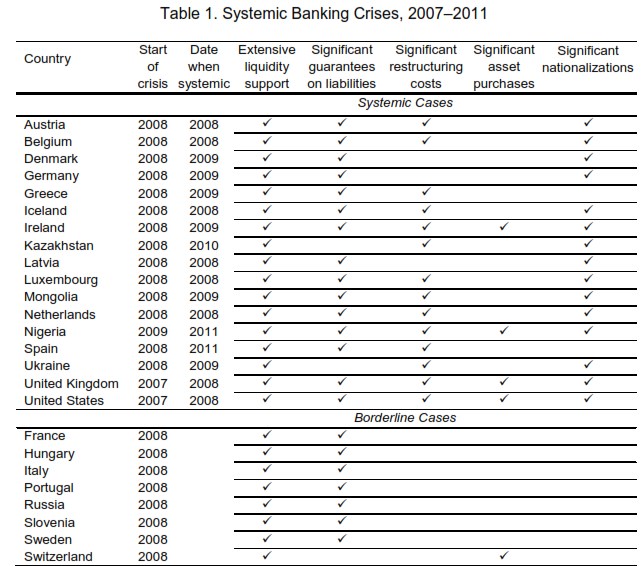 Table 1. Systemic Banking Crises, 2007–2011
Country Start of crisis Date when systemic Extensive liquidity support Significant guarantees on liabilities Significant restructuring costs Significant asset purchases Significant nationalizations
Systemic Cases
Austria 2008 2008 ✓ ✓ ✓ ✓
Belgium 2008 2008 ✓ ✓ ✓ ✓
Denmark 2008 2009 ✓ ✓ ✓
Germany 2008 2009 ✓ ✓ ✓
Greece 2008 2009 ✓ ✓ ✓
Iceland 2008 2008 ✓ ✓ ✓ ✓
Ireland 2008 2009 ✓ ✓ ✓ ✓ ✓
Kazakhstan 2008 2010 ✓ ✓ ✓
Latvia 2008 2008 ✓ ✓ ✓
Luxembourg 2008 2008 ✓ ✓ ✓ ✓
Mongolia 2008 2009 ✓ ✓ ✓ ✓
Netherlands 2008 2008 ✓ ✓ ✓ ✓
Nigeria 2009 2011 ✓ ✓ ✓ ✓ ✓
Spain 2008 2011 ✓ ✓ ✓
Ukraine 2008 2009 ✓ ✓ ✓
United Kingdom 2007 2008 ✓ ✓ ✓ ✓ ✓
United States 2007 2008 ✓ ✓ ✓ ✓ ✓
Borderline Cases
France 2008 ✓ ✓
Hungary 2008 ✓ ✓
Italy 2008 ✓ ✓
Portugal 2008 ✓ ✓
Russia 2008 ✓ ✓
Slovenia 2008 ✓ ✓
Sweden 2008 ✓ ✓
Switzerland 2008 ✓ ✓